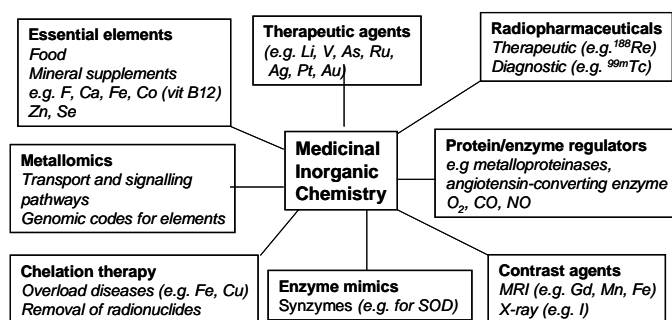 Essential elements
Food
Mineral supplements
e.g. F, Ca, Fe, Co (vit B12)
Zn, Se
Therapeutic agents
(e.g. Li, V, As, Ru,
Ag, Pt, Au)
Radiopharmaceuticals
Therapeutic (e.g.¹⁸⁸Re)
Diagnostic (e.g. ⁹⁹ᵐTc)
Metallomics
Transport and signalling
pathways
Genomic codes for elements
Medicinal
Inorganic
Chemistry
Protein/enzyme regulators
e.g metalloproteinases,
angiotensin-converting enzyme
O₂, CO, NO
Chelation therapy
Overload diseases (e.g. Fe, Cu)
Removal of radionuclides
Enzyme mimics
Synzymes (e.g. for SOD)
Contrast agents
MRI (e.g. Gd, Mn, Fe)
X-ray (e.g. I)